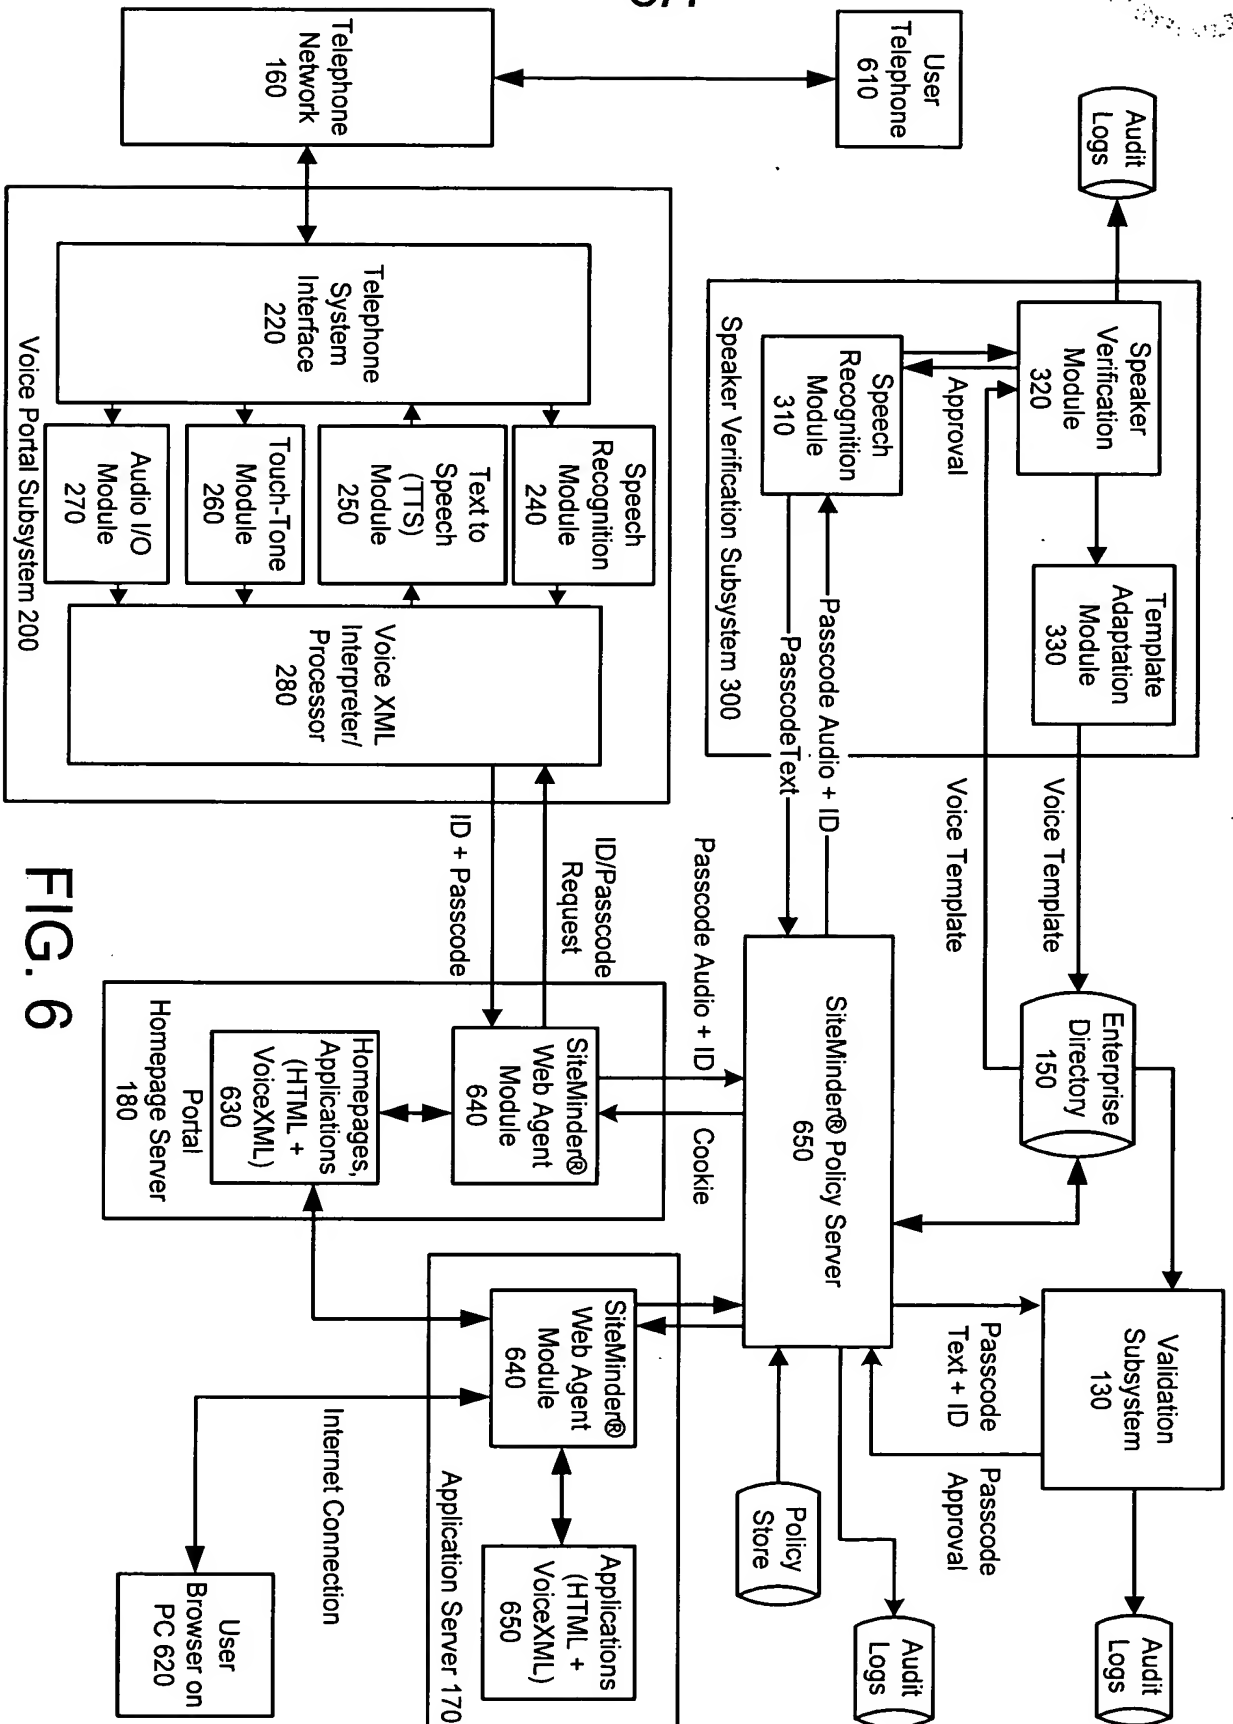 User
Telephone
610
Telephone
Network
160
Audit
Logs
Speaker
Verification
Module
320
Template
Adaptation
Module
330
Approval
Speech
Recognition
Module
310
Speaker Verification Subsystem 300
Passcode Audio + ID
PasscodeText
Voice Template
Voice Template
Enterprise
Directory
150
Validation
Subsystem
130
Audit
Logs
Passcode
Text + ID
Passcode
Approval
SiteMinder® Policy Server
650
Policy
Store
Audit
Logs
Telephone
System
Interface
220
Speech
Recognition
Module
240
Text to
Speech
(TTS)
Module
250
Touch-Tone
Module
260
Audio I/O
Module
270
Voice XML
Interpreter/
Processor
280
Voice Portal Subsystem 200
ID/Passcode
Request
ID + Passcode
Passcode Audio + ID
Cookie
SiteMinder®
Web Agent
Module
640
Homepages,
Applications
(HTML +
VoiceXML)
630
Portal
Homepage Server
180
SiteMinder®
Web Agent
Module
640
Applications
(HTML +
VoiceXML)
650
Application Server 170
Internet Connection
User
Browser on
PC 620
FIG. 6